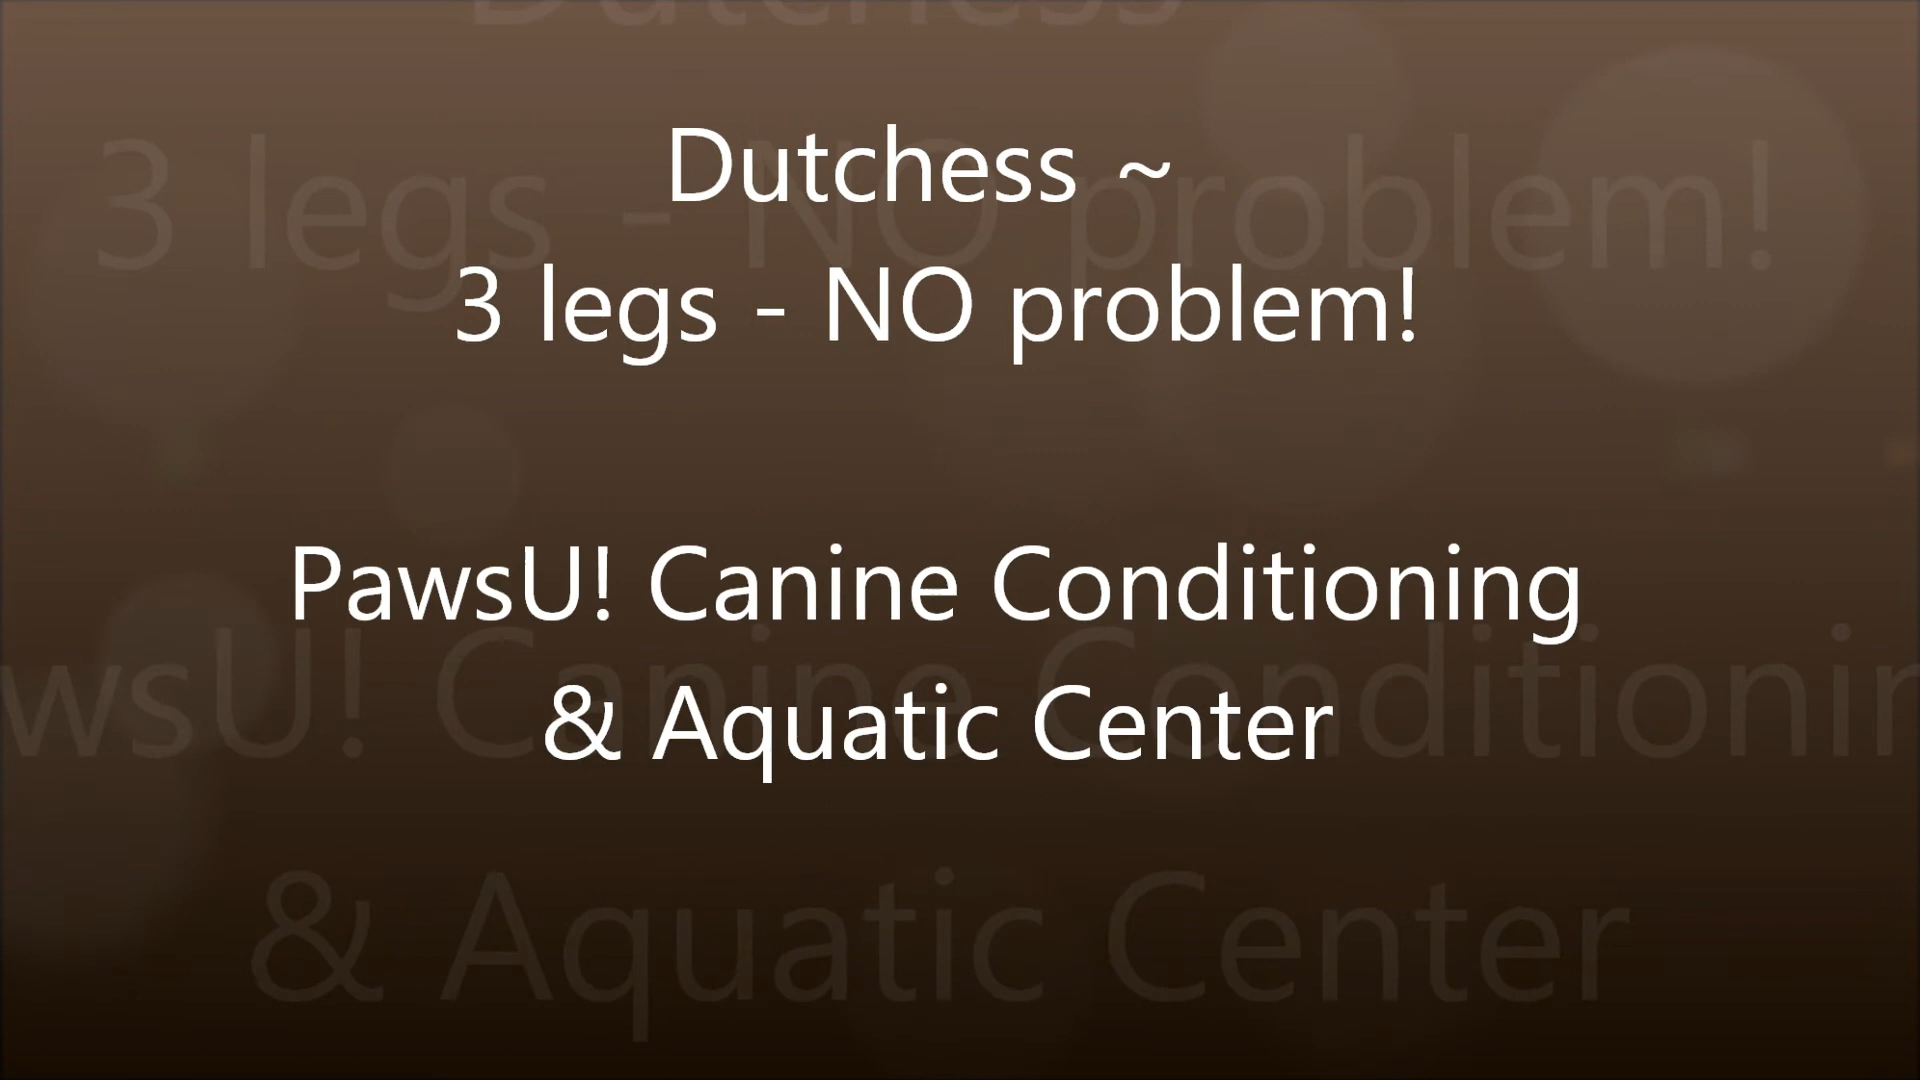 Dutchess ~
3 legs - NO problem!
PawsU! Canine Conditioning
& Aquatic Center